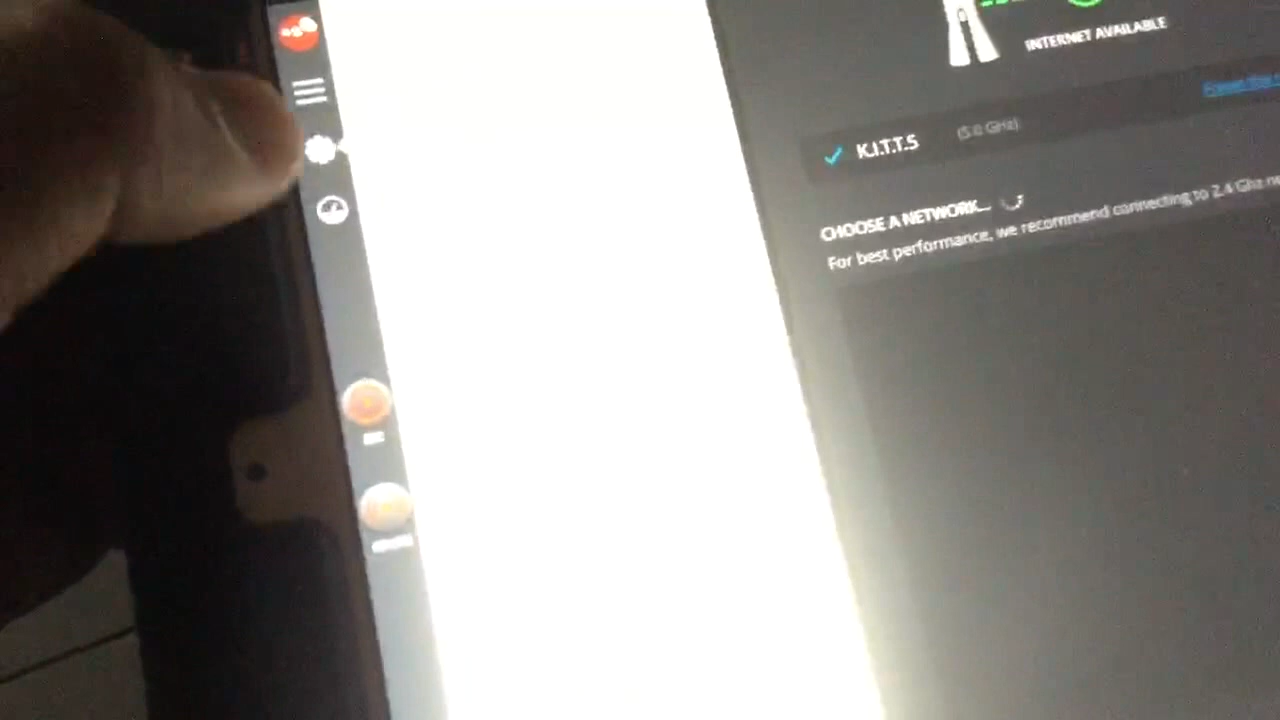 INTERNET AVAILABLE
K.I.T.T.S (5.0 GHz)
CHOOSE A NETWORK...
For best performance, we recommend connecting to 2.4 Ghz